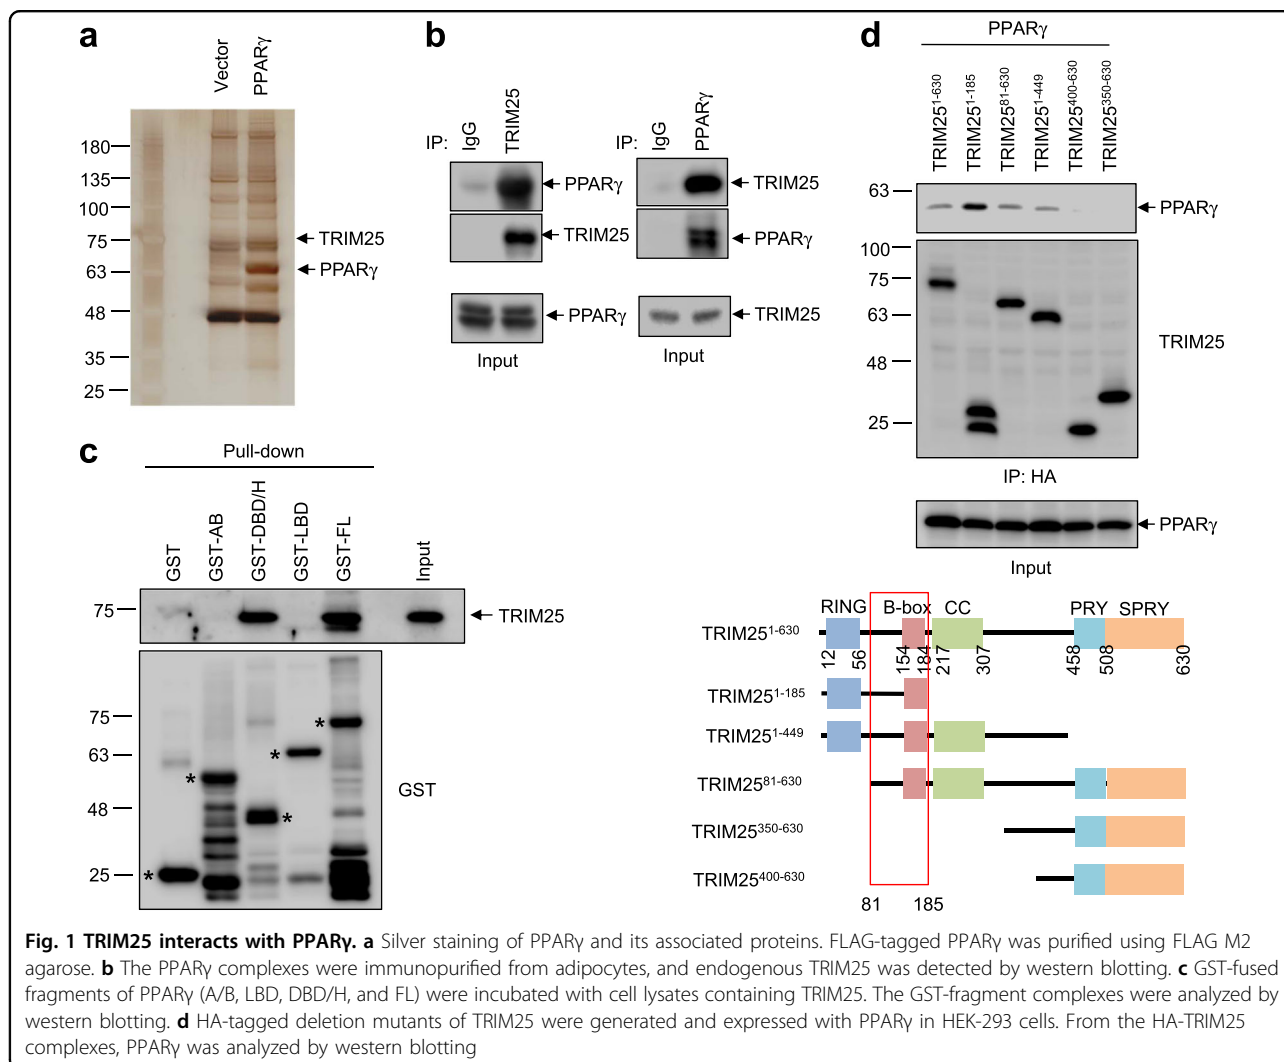 a
Vector
PPARγ
180
135
100
75
63
48
35
25
TRIM25
PPARγ
b
IP:
IgG
TRIM25
PPARγ
TRIM25
PPARγ
Input
IP:
IgG
PPARγ
TRIM25
PPARγ
TRIM25
Input
c
Pull-down
GST
GST-AB
GST-DBD/H
GST-LBD
GST-FL
Input
75
TRIM25
75
63
48
25
*
*
*
*
*
GST
d
PPARγ
TRIM25¹⁻⁶³⁰
TRIM25¹⁻¹⁸⁵
TRIM25⁸¹⁻⁶³⁰
TRIM25¹⁻⁴⁴⁹
TRIM25⁴⁰⁰⁻⁶³⁰
TRIM25³⁵⁰⁻⁶³⁰
63
PPARγ
100
75
63
48
25
TRIM25
IP: HA
PPARγ
Input
RING B-box CC PRY SPRY
TRIM25¹⁻⁶³⁰
12 56 154 184 217 307 458 508 630
TRIM25¹⁻¹⁸⁵
TRIM25¹⁻⁴⁴⁹
TRIM25⁸¹⁻⁶³⁰
TRIM25³⁵⁰⁻⁶³⁰
TRIM25⁴⁰⁰⁻⁶³⁰
81 185
Fig. 1 TRIM25 interacts with PPARγ. a Silver staining of PPARγ and its associated proteins. FLAG-tagged PPARγ was purified using FLAG M2
agarose. b The PPARγ complexes were immunopurified from adipocytes, and endogenous TRIM25 was detected by western blotting. c GST-fused
fragments of PPARγ (A/B, LBD, DBD/H, and FL) were incubated with cell lysates containing TRIM25. The GST-fragment complexes were analyzed by
western blotting. d HA-tagged deletion mutants of TRIM25 were generated and expressed with PPARγ in HEK-293 cells. From the HA-TRIM25
complexes, PPARγ was analyzed by western blotting